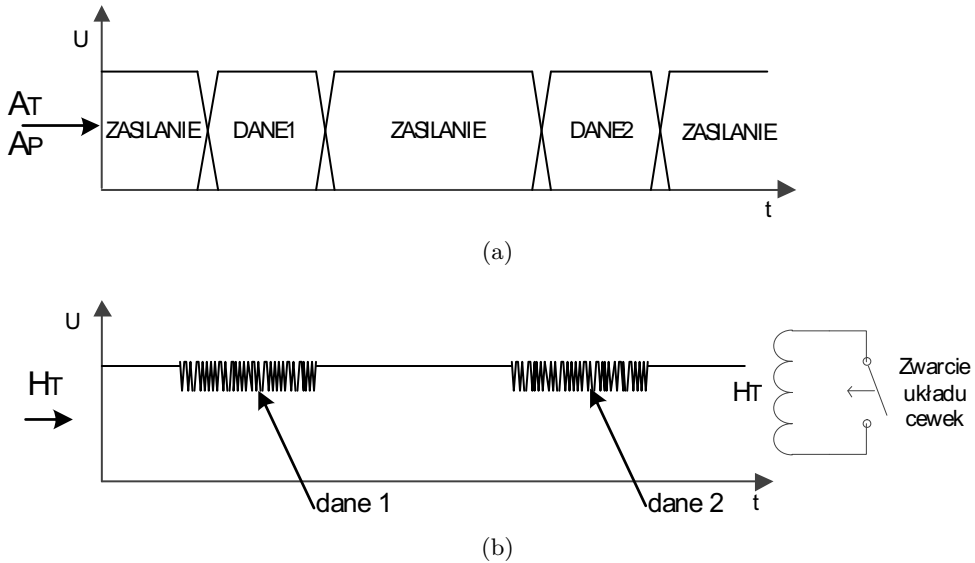 U
AT
AP
ZASILANIE DANE1 ZASILANIE DANE2 ZASILANIE
t
(a)
U
HT
HT
Zwarcie
układu
cewek
dane 1 dane 2 t
(b)